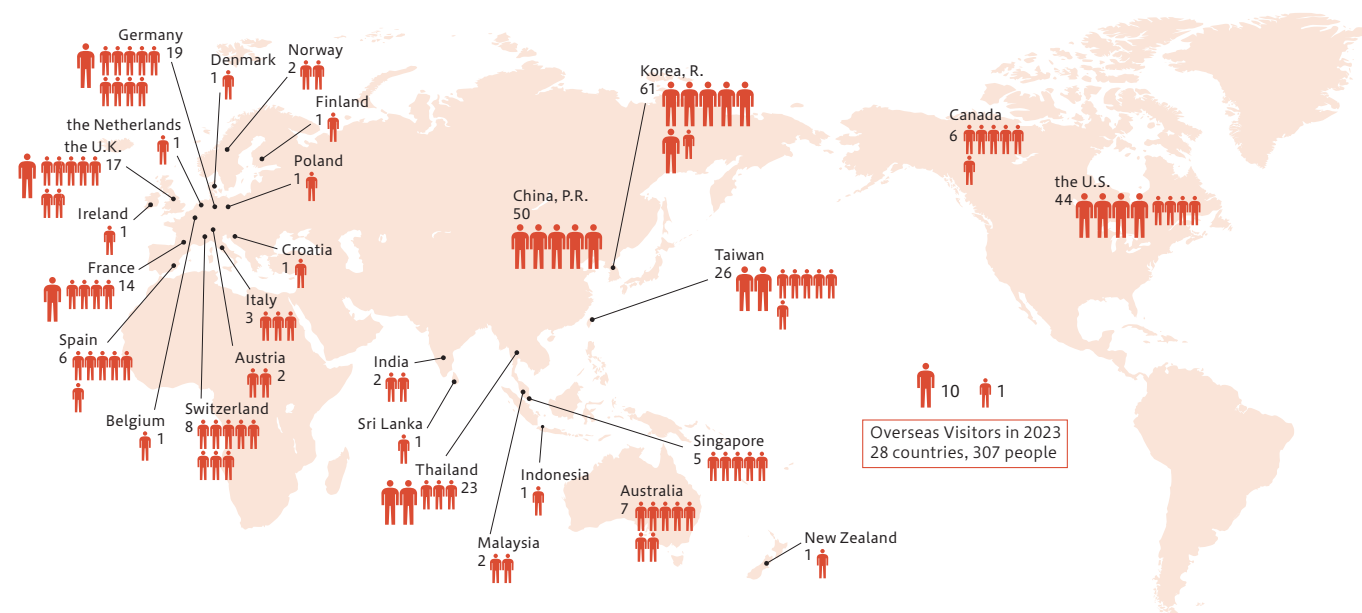 Germany
19
Denmark
1
Norway
2
Finland
1
the Netherlands
1
the U.K.
17
Poland
1
Ireland
1
Croatia
1
France
14
Italy
3
Spain
6
Austria
2
Belgium
1
Switzerland
8
Korea, R.
61
China, P.R.
50
Taiwan
26
India
2
Sri Lanka
1
Thailand
23
Indonesia
1
Malaysia
2
Singapore
5
Australia
7
New Zealand
1
Canada
6
the U.S.
44
10 1
Overseas Visitors in 2023
28 countries, 307 people